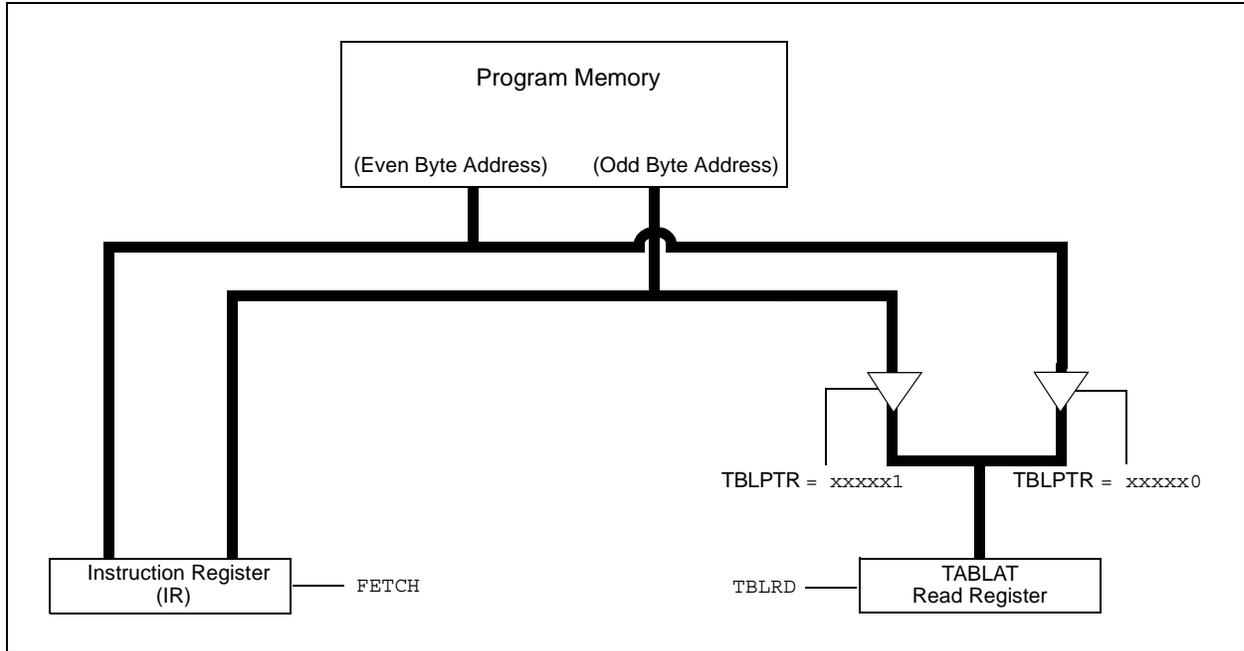 Program Memory
(Even Byte Address)
(Odd Byte Address)
TBLPTR = xxxxx1
TBLPTR = xxxxx0
Instruction Register
(IR)
FETCH
TBLRD
TABLAT
Read Register